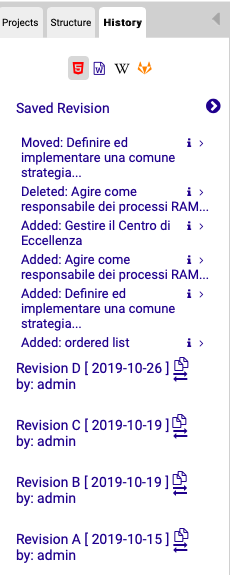 Projects Structure History
Saved Revision
Moved: Definire ed
implementare una comune
strategia...
Deleted: Agire come
responsabile dei processi RAM...
Added: Gestire il Centro di
Eccellenza
Added: Agire come
responsabile dei processi RAM...
Added: Definire ed
implementare una comune
strategia...
Added: ordered list
Revision D [ 2019-10-26 ]
by: admin
Revision C [ 2019-10-19 ]
by: admin
Revision B [ 2019-10-19 ]
by: admin
Revision A [ 2019-10-15 ]
by: admin